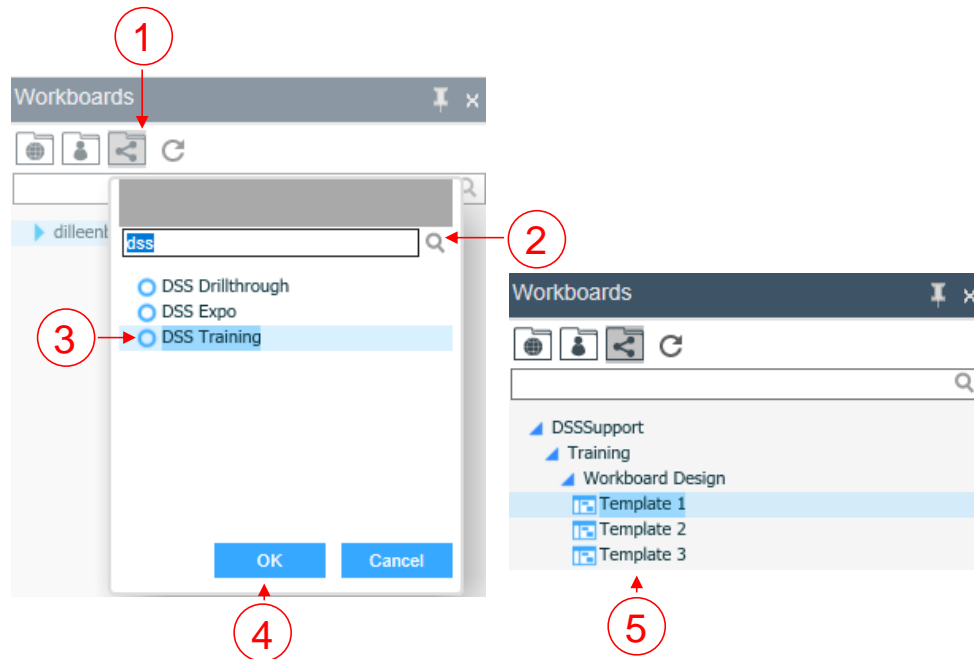 1
Workboards
dilleenb
dss
2
DSS Drillthrough
DSS Expo
3
DSS Training
OK
Cancel
4
Workboards
DSSSupport
Training
Workboard Design
Template 1
Template 2
Template 3
5